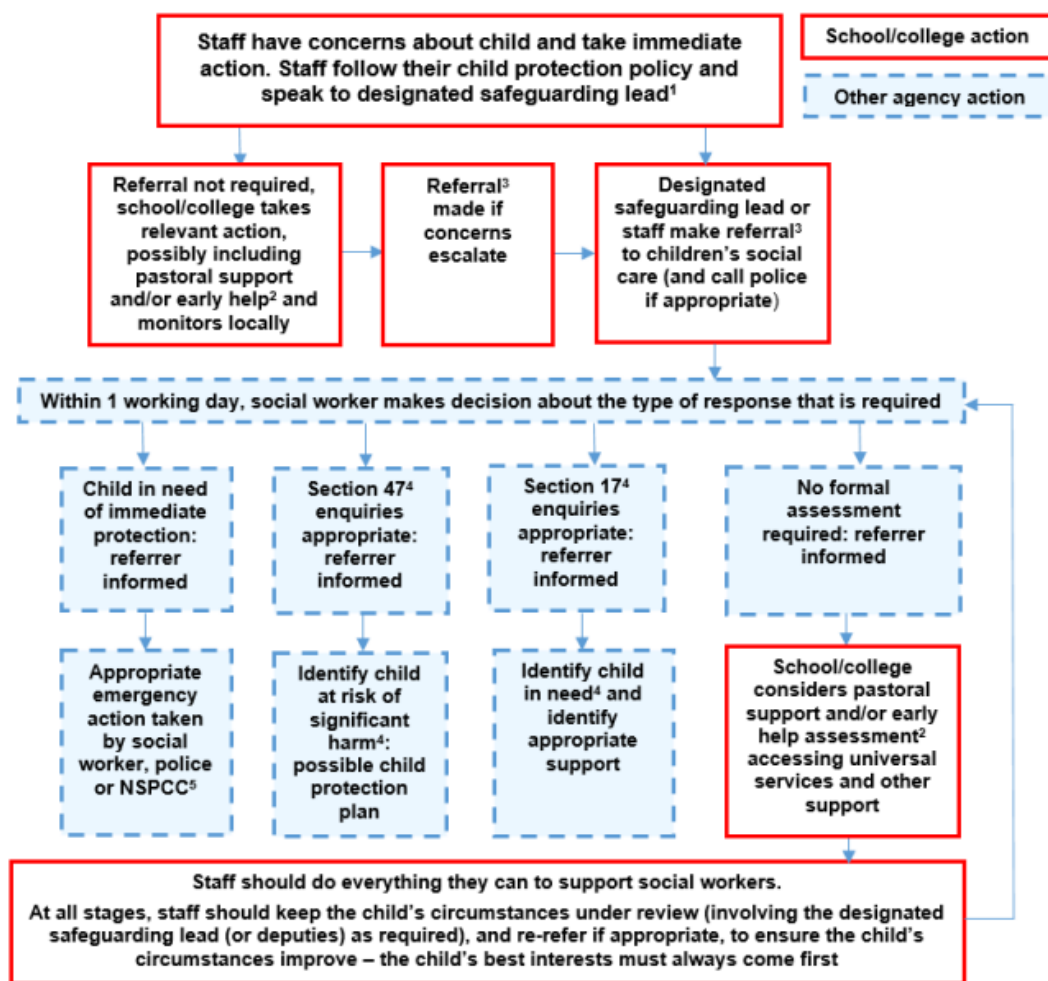 Staff have concerns about child and take immediate
action. Staff follow their child protection policy and
speak to designated safeguarding lead¹
School/college action
Other agency action
Referral not required,
school/college takes
relevant action,
possibly including
pastoral support
and/or early help² and
monitors locally
Referral³
made if
concerns
escalate
Designated
safeguarding lead or
staff make referral³
to children's social
care (and call police
if appropriate)
Within 1 working day, social worker makes decision about the type of response that is required
Child in need
of immediate
protection:
referrer
informed
Section 47⁴
enquiries
appropriate:
referrer
informed
Section 17⁴
enquiries
appropriate:
referrer
informed
No formal
assessment
required: referrer
informed
Appropriate
emergency
action taken
by social
worker, police
or NSPCC⁵
Identify child
at risk of
significant
harm⁴:
possible child
protection
plan
Identify child
in need⁴ and
identify
appropriate
support
School/college
considers pastoral
support and/or early
help assessment²
accessing universal
services and other
support
Staff should do everything they can to support social workers.
At all stages, staff should keep the child's circumstances under review (involving the designated
safeguarding lead (or deputies) as required), and re-refer if appropriate, to ensure the child's
circumstances improve – the child's best interests must always come first